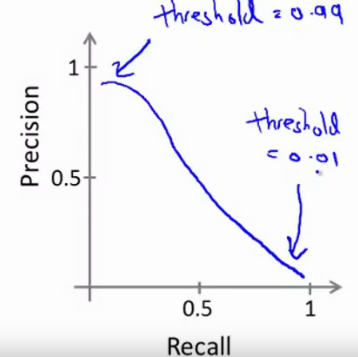 threshold = 0.99
1
Precision
threshold
= 0.01
0.5
0.5
1
Recall